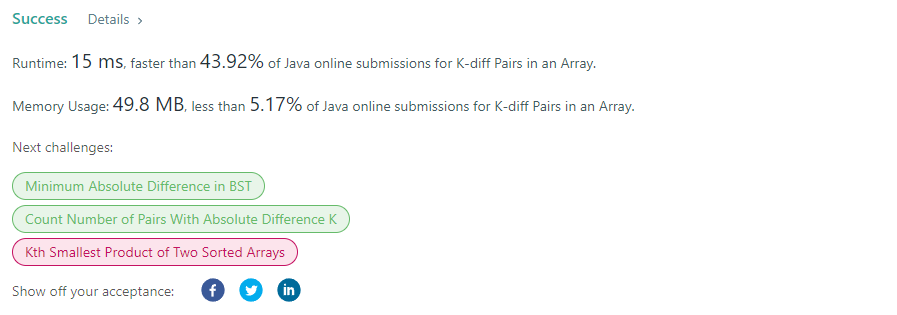 Success Details >
Runtime: 15 ms, faster than 43.92% of Java online submissions for K-diff Pairs in an Array.
Memory Usage: 49.8 MB, less than 5.17% of Java online submissions for K-diff Pairs in an Array.
Next challenges:
Minimum Absolute Difference in BST
Count Number of Pairs With Absolute Difference K
Kth Smallest Product of Two Sorted Arrays
Show off your acceptance: